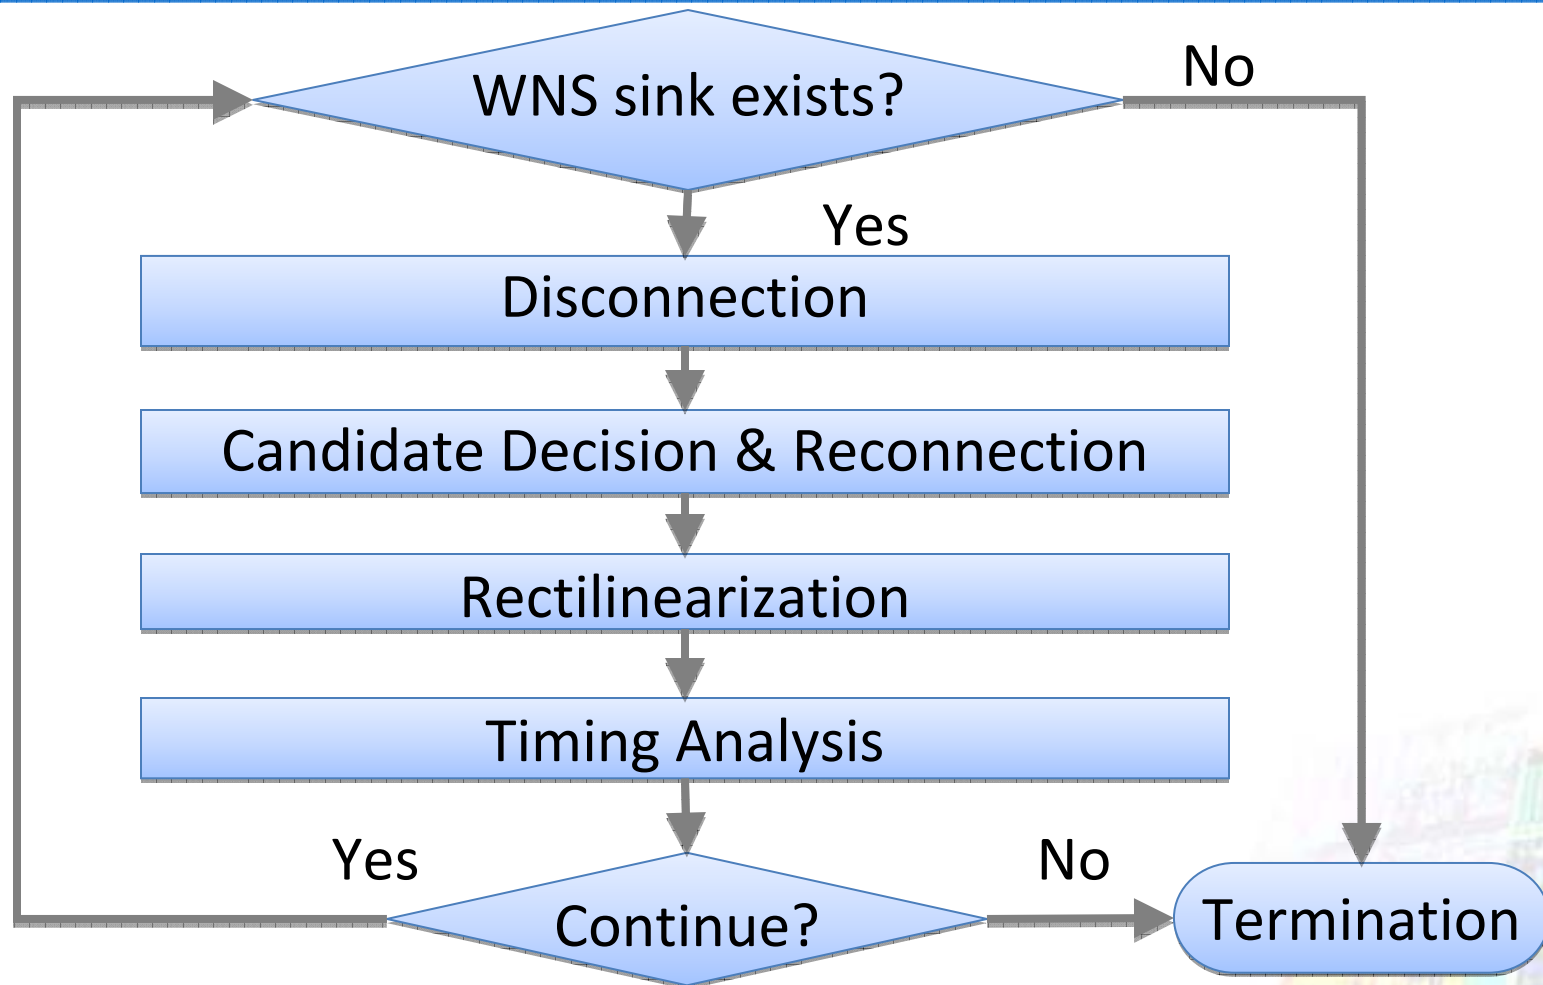 WNS sink exists?
No
Yes
Disconnection
Candidate Decision & Reconnection
Rectilinearization
Timing Analysis
Yes
No
Continue?
Termination